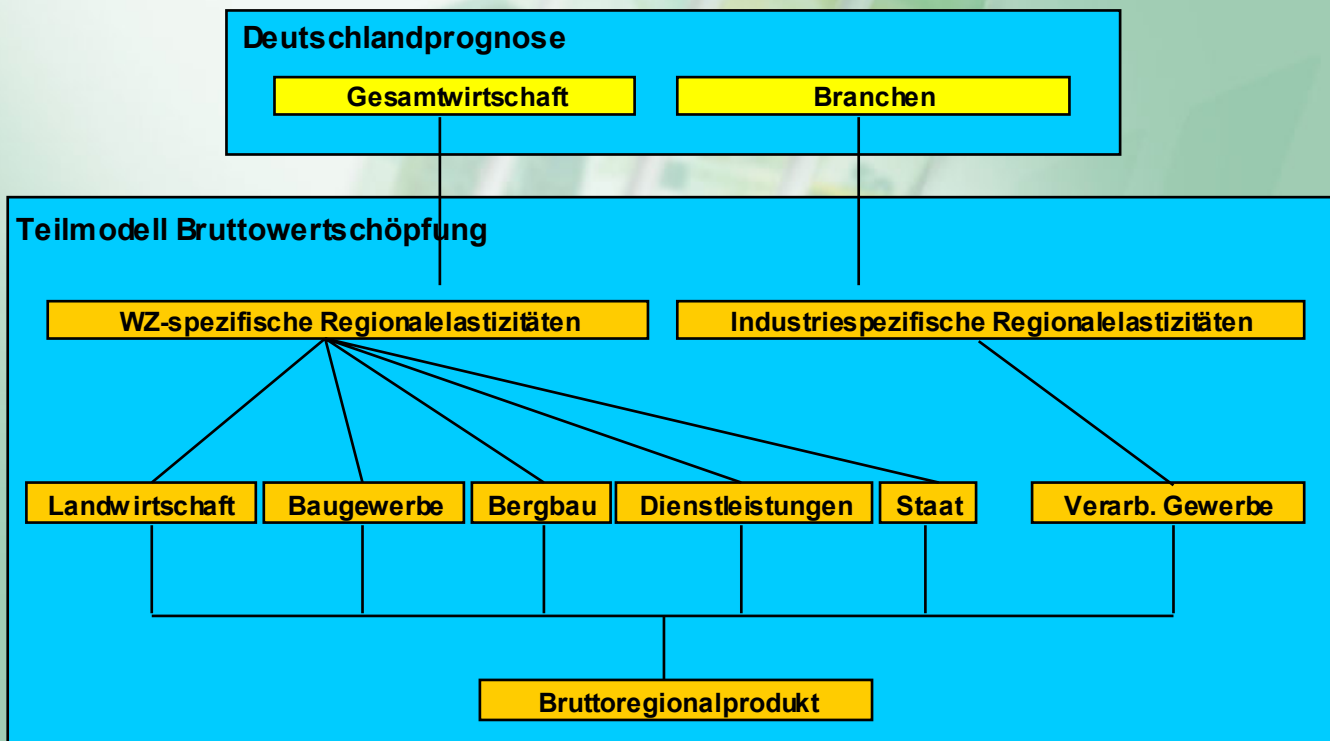 Deutschlandprognose
Gesamtwirtschaft
Branchen
Teilmodell Bruttowertschöpfung
WZ-spezifische Regionalelastizitäten
Industriespezifische Regionalelastizitäten
Landwirtschaft
Baugewerbe
Bergbau
Dienstleistungen
Staat
Verarb. Gewerbe
Bruttoregionalprodukt